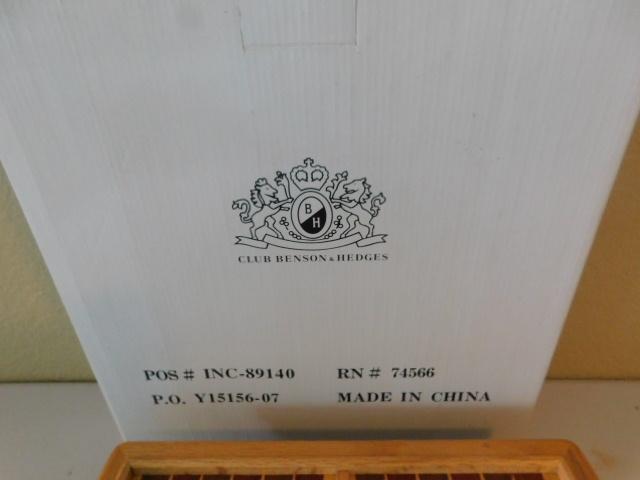 B
H
CLUB BENSON & HEDGES
POS # INC-89140 RN # 74566
P.O. Y15156-07 MADE IN CHINA